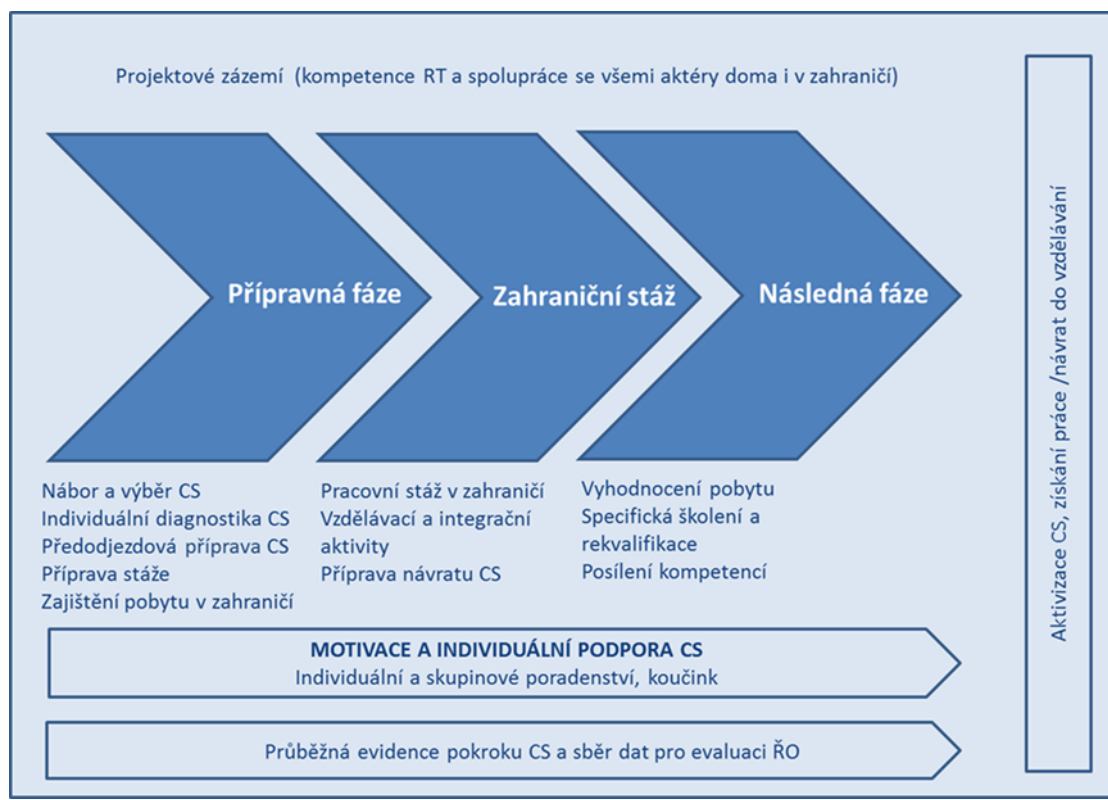 Projektové zázemí (kompetence RT a spolupráce se všemi aktéry doma i v zahraničí)
Přípravná fáze
Zahraniční stáž
Následná fáze
Nábor a výběr CS
Individuální diagnostika CS
Předodjezdová příprava CS
Příprava stáže
Zajištění pobytu v zahraničí
Pracovní stáž v zahraničí
Vzdělávací a integrační
aktivity
Příprava návratu CS
Vyhodnocení pobytu
Specifická školení a
rekvalifikace
Posílení kompetencí
MOTIVACE A INDIVIDUÁLNÍ PODPORA CS
Individuální a skupinové poradenství, koučink
Průběžná evidence pokroku CS a sběr dat pro evaluaci ŘO
Aktivizace CS, získání práce /návrat do vzdělávání